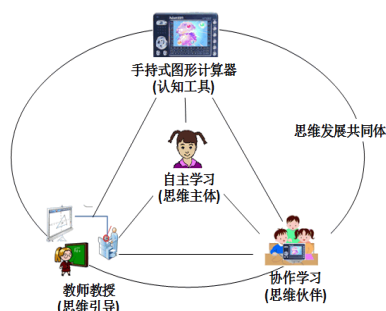 手持式图形计算器
(认知工具)
思维发展共同体
自主学习
(思维主体)
教师教授
(思维引导)
协作学习
(思维伙伴)